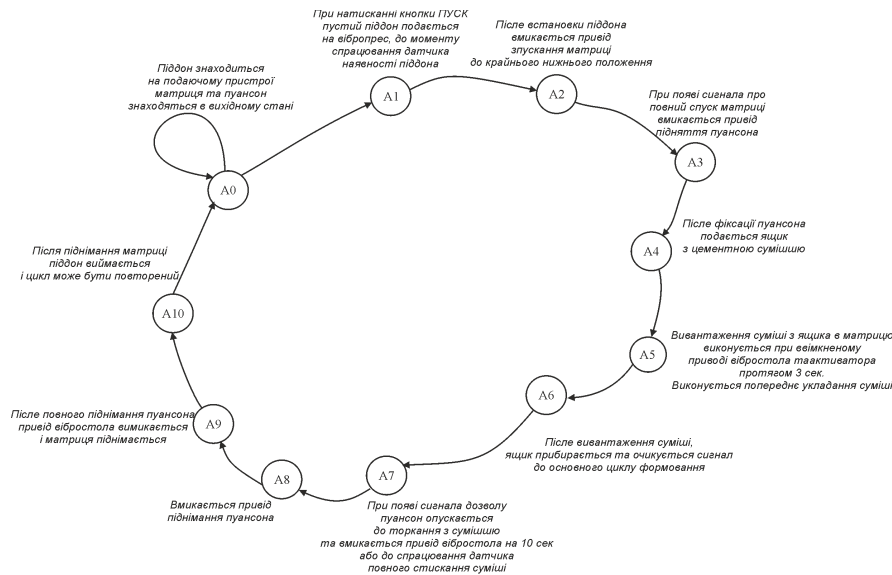 При натисканні кнопки ПУСК
пустий піддон подається
на вібропрес, до моменту
спрацювання датчика
наявності піддона
Після встановки піддона
вмикається привід
зпускання матриці
до крайнього нижнього положення
Піддон знаходиться
на подаючому пристрої
матриця та пуансон
знаходяться в вихідному стані
A1
A2
При появі сигнала про
повний спуск матриці
вмикається привід
підняття пуансона
A3
A0
Після фіксації пуансона
подається ящик
з цементною сумішшю
A4
Після піднімання матриці
піддон виймається
і цикл може бути повторений
A10
Вивантаження суміші з ящика в матрицю
виконується при ввімкненому
приводі вібростола таактиватора
протягом 3 сек.
Виконується попереднє укладання суміші
A5
A6
Після повного піднімання пуансона
привід вібростола вимикається
і матриця піднімається
A9
Після вивантаження суміші,
ящик прибирається та очикується сигнал
до основного циклу формовання
A7
A8
Вмикається привід
піднімання пуансона
При появі сигнала дозволу
пуансон опускається
до торкання з сумішшю
та вмикається привід вібростола на 10 сек
або до спрацювання датчика
повного стискання суміші